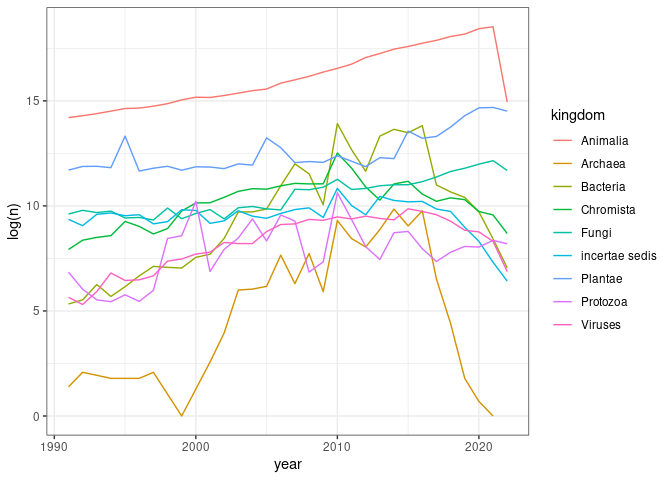 15
10
5
0
log(n)
1990
2000
2010
2020
year
kingdom
Animalia
Archaea
Bacteria
Chromista
Fungi
incertae sedis
Plantae
Protozoa
Viruses